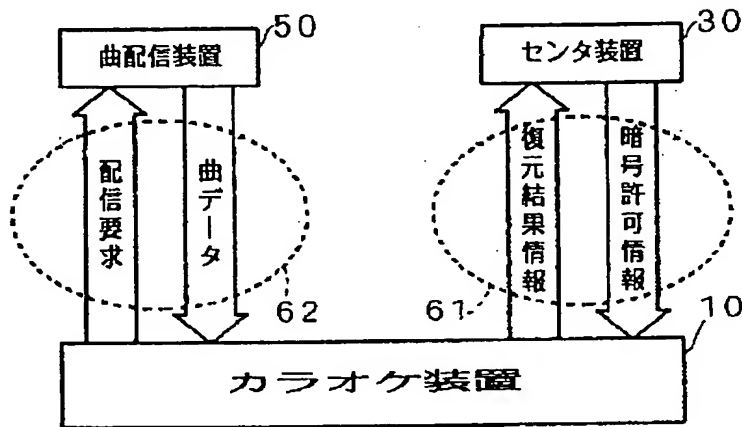 50
曲配信装置
30
センタ装置
配信要求
曲データ
復元結果情報
暗号許可情報
62
61
10
カラオケ装置